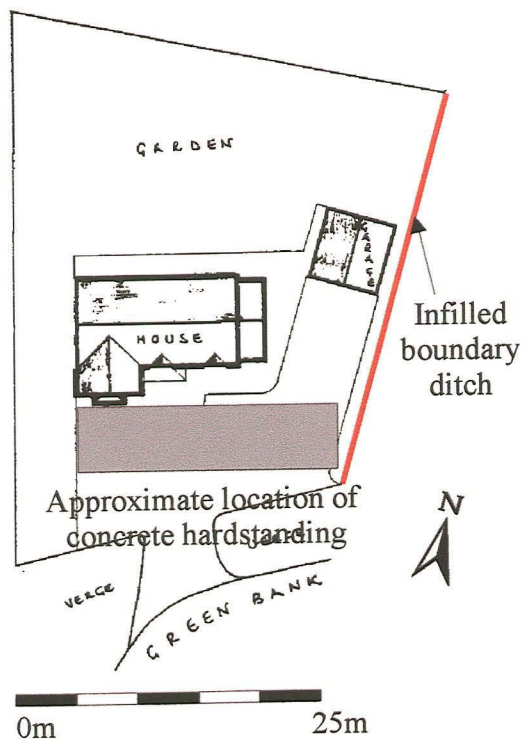 GARDEN
GARAGE
HOUSE
Infilled
boundary
ditch
Approximate location of
concrete hardstanding
N
VERGE
GREEN BANK
0m
25m